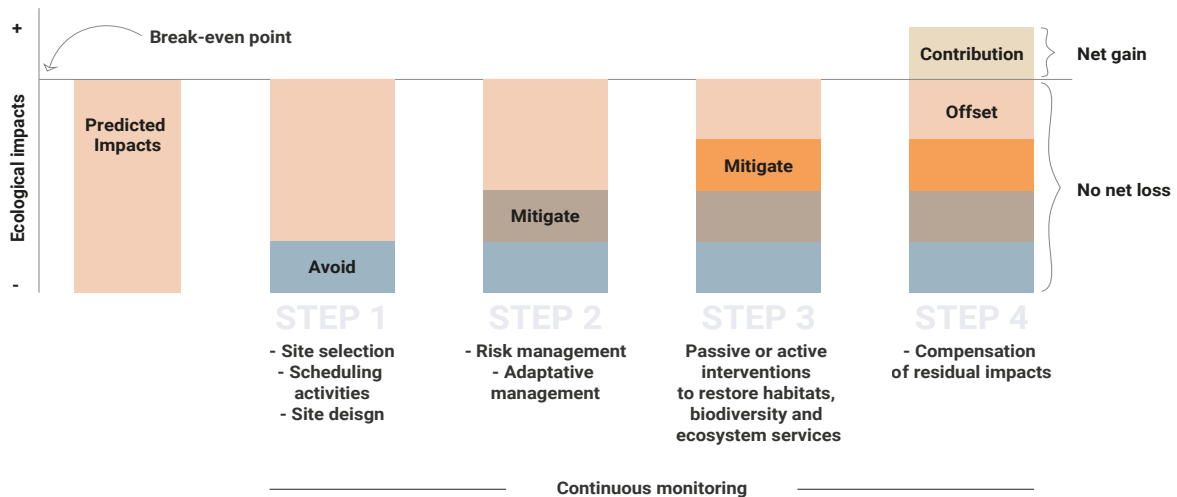 +
Break-even point
Contribution
Net gain
Ecological impacts
Predicted
Impacts
Offset
Mitigate
No net loss
Mitigate
Avoid
-
STEP 1
- Site selection
- Scheduling
activities
- Site deisgn
STEP 2
- Risk management
- Adaptative
management
STEP 3
Passive or active
interventions
to restore habitats,
biodiversity and
ecosystem services
STEP 4
- Compensation
of residual impacts
Continuous monitoring